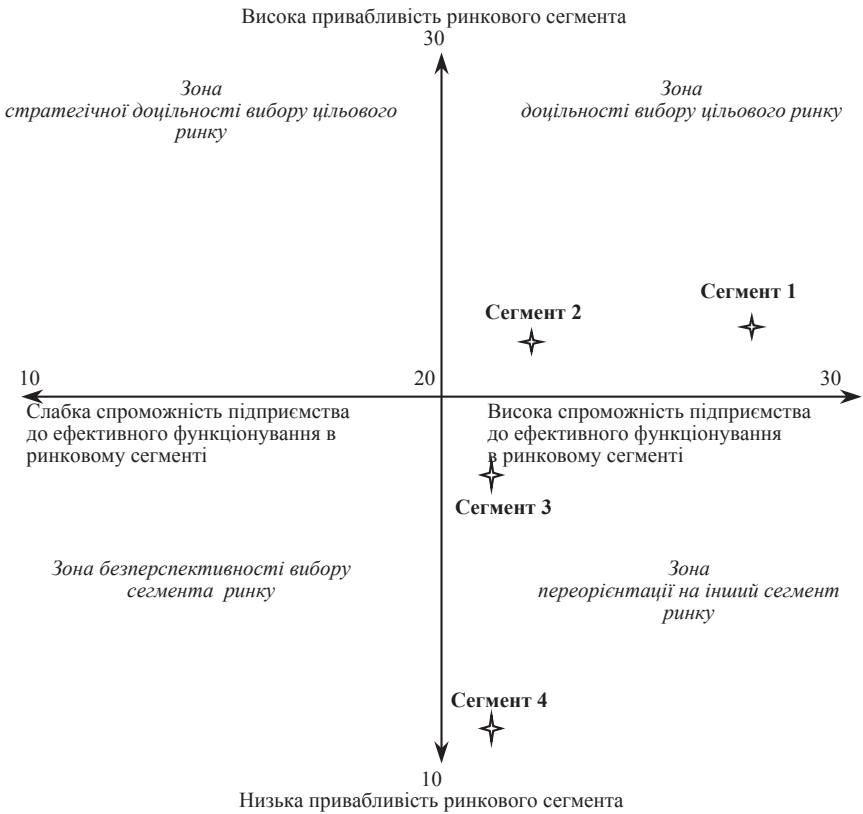 Висока привабливість ринкового сегмента
30
Зона
стратегічної доцільності вибору цільового
ринку
Зона
доцільності вибору цільового ринку
Сегмент 1
Сегмент 2
10
20
30
Слабка спроможність підприємства
до ефективного функціонування в
ринковому сегменті
Висока спроможність підприємства
до ефективного функціонування
в ринковому сегменті
Сегмент 3
Зона безперспективності вибору
сегмента ринку
Зона
переорієнтації на інший сегмент
ринку
Сегмент 4
10
Низька привабливість ринкового сегмента